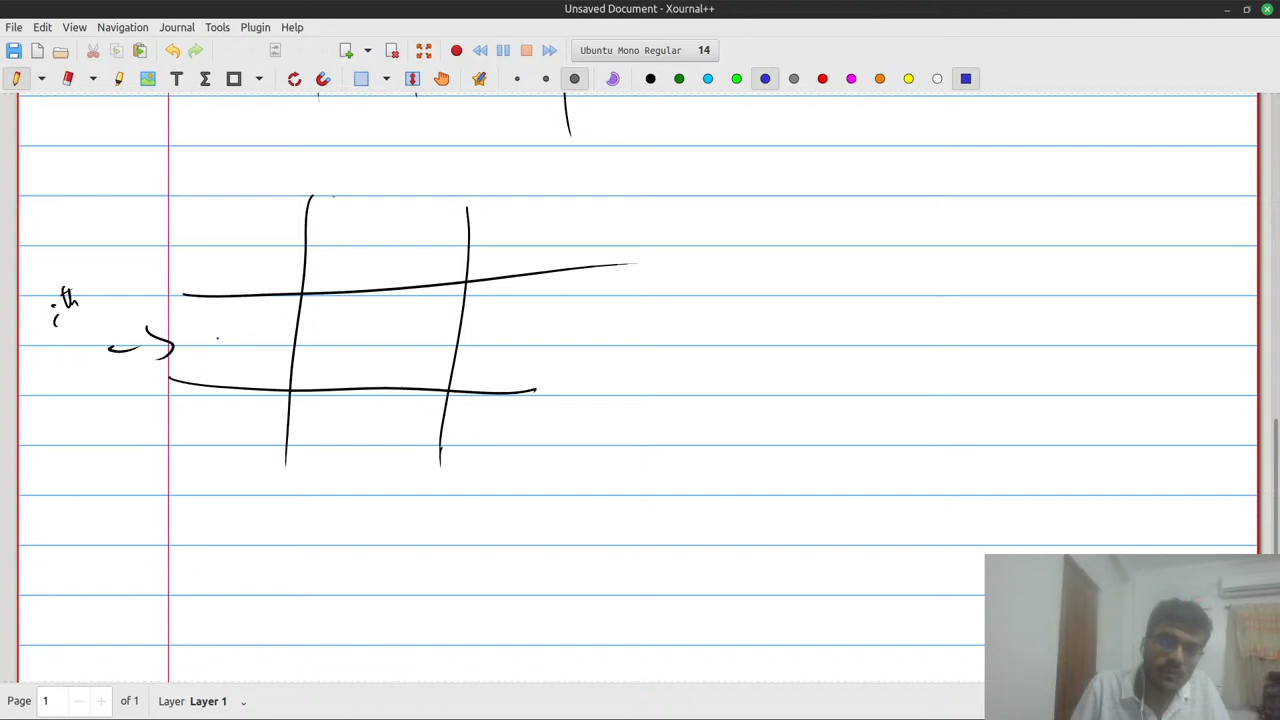 Unsaved Document - Xournal++
File Edit View Navigation Journal Tools Plugin Help
Ubuntu Mono Regular 14
ith
Page 1 of 1 Layer Layer 1